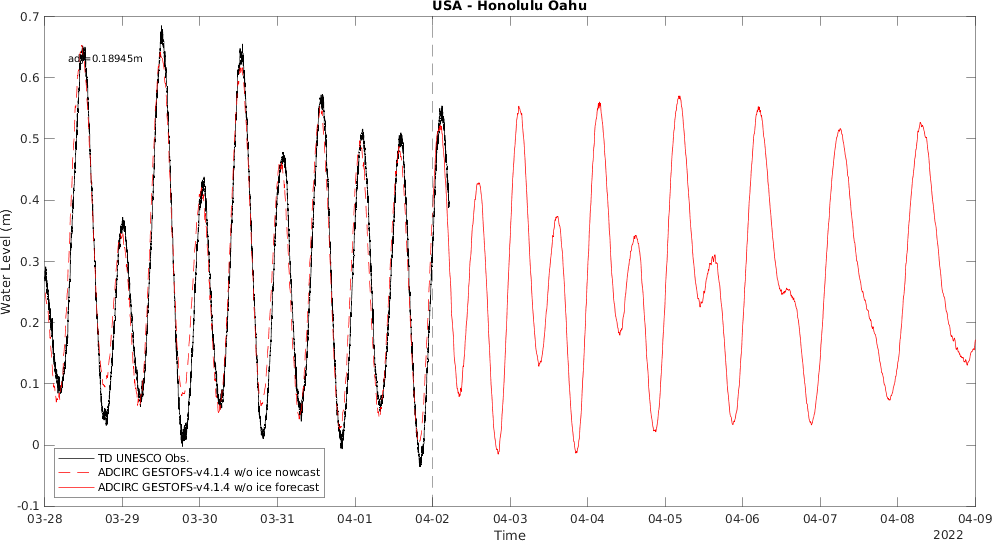 USA - Honolulu Oahu
0.7
adj=0.18945m
0.6
0.5
0.4
0.3
0.2
0.1
0
-0.1
Water Level (m)
TD UNESCO Obs.
ADCIRC GESTOFS-v4.1.4 w/o ice nowcast
ADCIRC GESTOFS-v4.1.4 w/o ice forecast
03-28 03-29 03-30 03-31 04-01 04-02 04-03 04-04 04-05 04-06 04-07 04-08 04-09
Time
2022